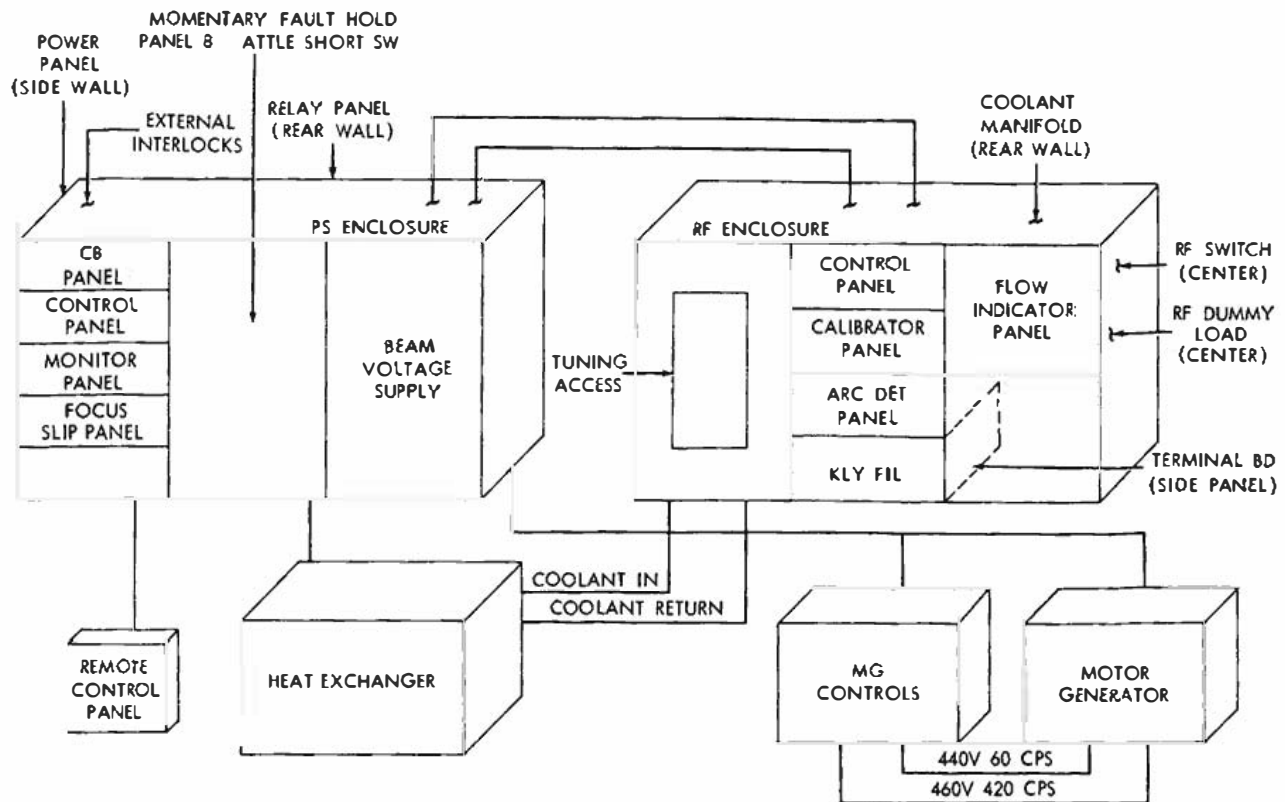 MOMENTARY FAULT HOLD
PANEL 8 ATTLE SHORT SW
POWER
PANEL
(SIDE WALL)
EXTERNAL
INTERLOCKS
RELAY PANEL
(REAR WALL)
COOLANT
MANIFOLD
(REAR WALL)
PS ENCLOSURE
RF ENCLOSURE
CB
PANEL
CONTROL
PANEL
MONITOR
PANEL
FOCUS
SLIP PANEL
BEAM
VOLTAGE
SUPPLY
TUNING
ACCESS
CONTROL
PANEL
CALIBRATOR
PANEL
ARC DET
PANEL
KLY FIL
FLOW
INDICATOR
PANEL
RF SWITCH
(CENTER)
RF DUMMY
LOAD
(CENTER)
TERMINAL BD
(SIDE PANEL)
COOLANT IN
COOLANT RETURN
REMOTE
CONTROL
PANEL
HEAT EXCHANGER
MG
CONTROLS
MOTOR
GENERATOR
440V 60 CPS
460V 420 CPS